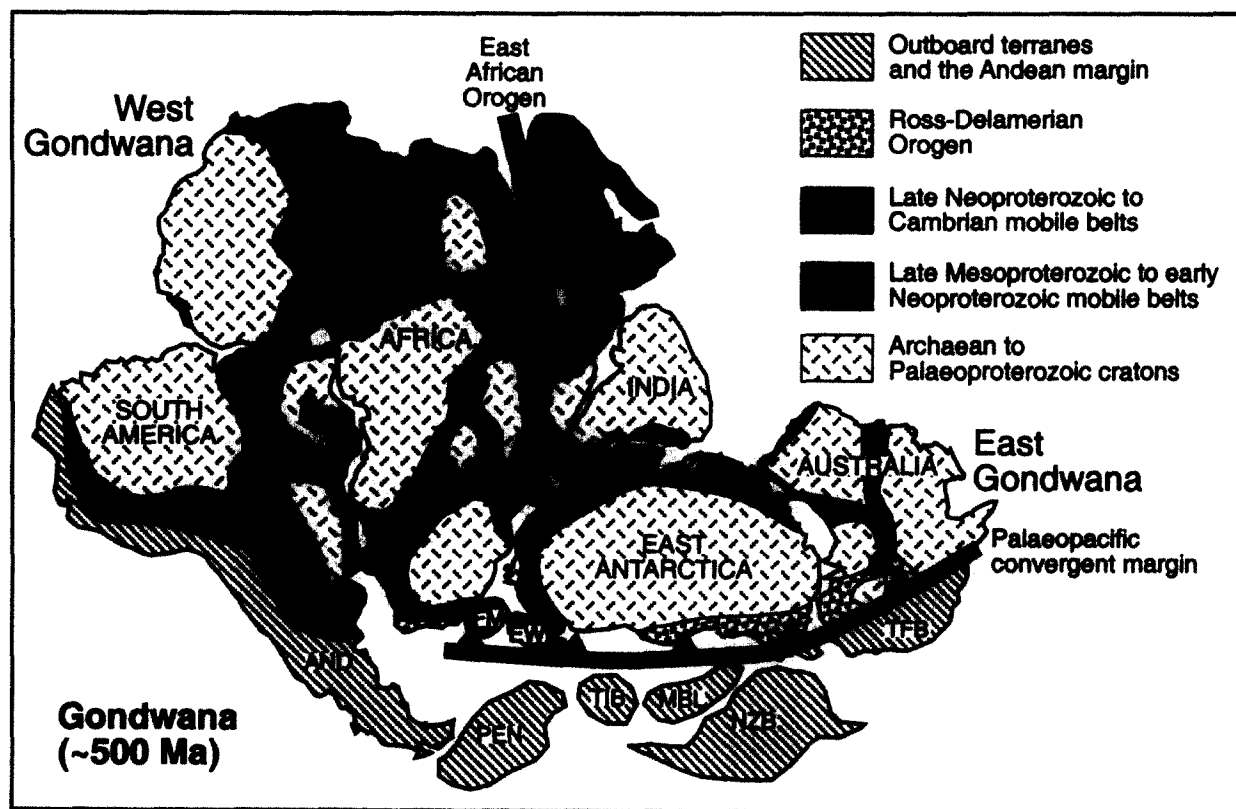 East
African
Orogen
West
Gondwana
Outboard terranes
and the Andean margin
Ross-Delamerian
Orogen
Late Neoproterozoic to
Cambrian mobile belts
Late Mesoproterozoic to early
Neoproterozoic mobile belts
Archaean to
Palaeoproterozoic cratons
AFRICA
INDIA
SOUTH
AMERICA
AUSTRALIA
East
Gondwana
EAST
ANTARCTICA
Palaeopacific
convergent margin
FM
EW
TFB
AND
TIB
MBL
PEN
NZB
Gondwana
(~500 Ma)